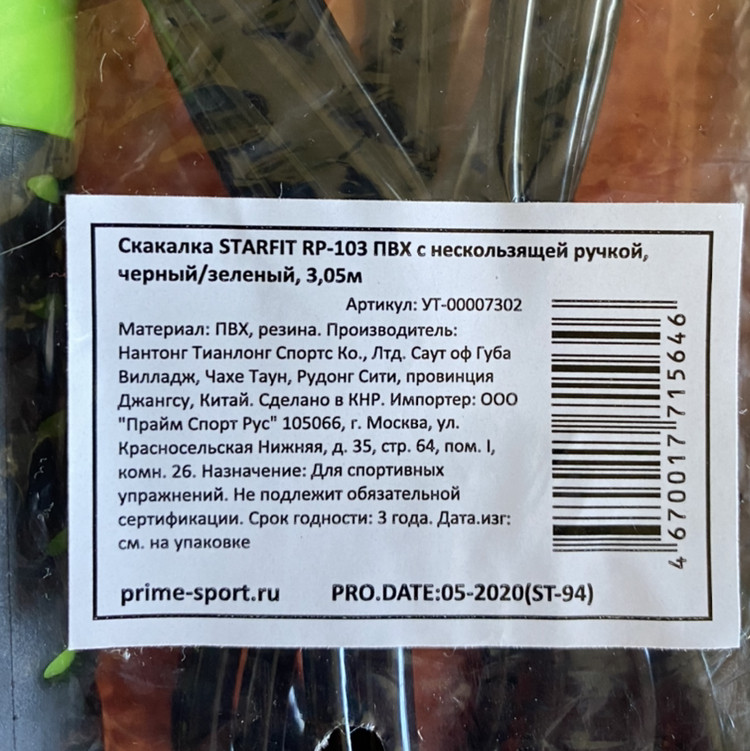 Скакалка STARFIT RP-103 ПВХ с нескользящей ручкой,
черный/зеленый, 3,05м
Артикул: УТ-00007302
Материал: ПВХ, резина. Производитель:
Нантонг Тианлонг Спортс Ко., Лтд. Саут оф Губа
Вилладж, Чахе Таун, Рудонг Сити, провинция
Джангсу, Китай. Сделано в КНР. Импортер: ООО
"Прайм Спорт Рус" 105066, г. Москва, ул.
Красносельская Нижняя, д. 35, стр. 64, пом. I,
комн. 26. Назначение: Для спортивных
упражнений. Не подлежит обязательной
сертификации. Срок годности: 3 года. Дата.изг:
см. на упаковке
prime-sport.ru PRO.DATE:05-2020(ST-94)
4 670017 715646